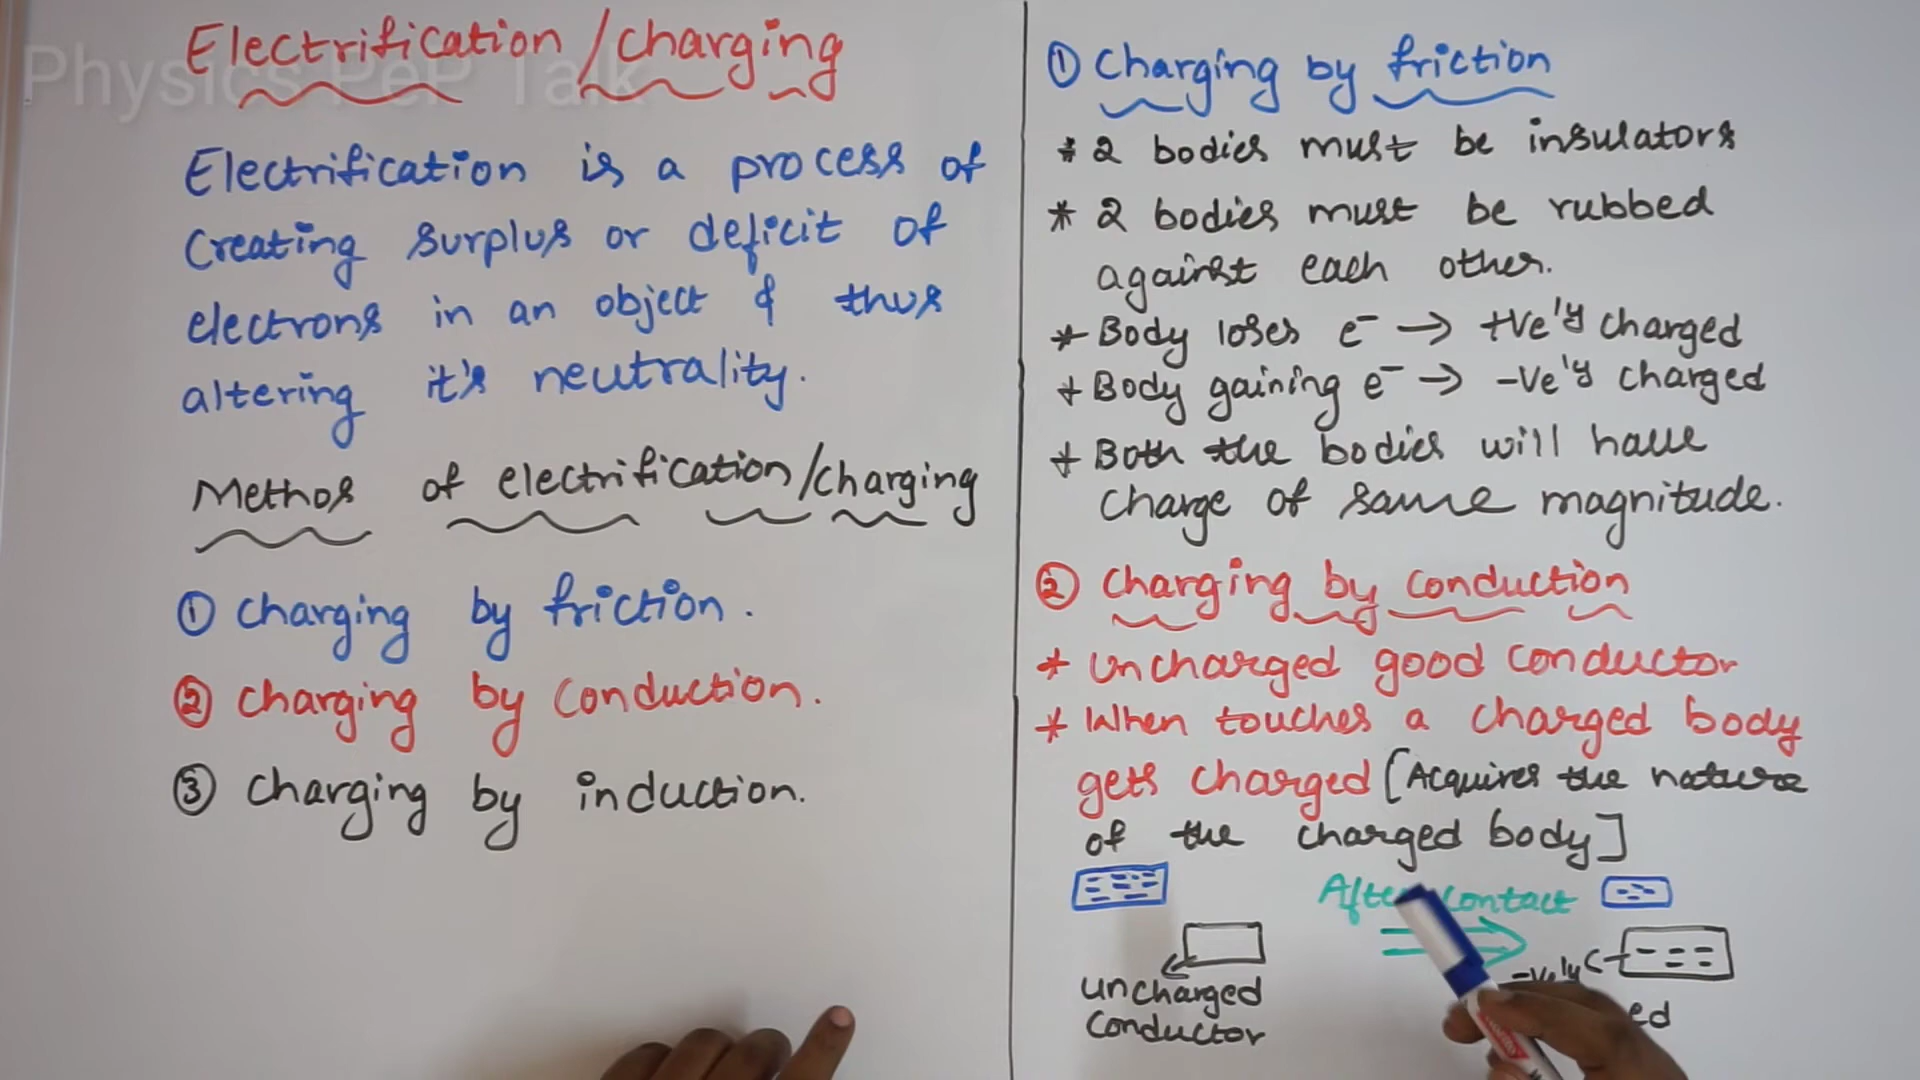 Physics PeP Talk
Electrification/charging
Electrification is a process of
Creating surplus or deficit of
electrons in an object & thus
altering it's neutrality.
Methos of electrification/charging
① Charging by friction.
② Charging by Conduction.
③ Charging by induction.
① Charging by friction
* 2 bodies must be insulators
* 2 bodies must be rubbed
against each other.
* Body loses e⁻ → +ve'ly charged
* Body gaining e⁻ → -ve'ly charged
* Both the bodies will have
Charge of same magnitude.
② Charging by Conduction
* Uncharged good Conductor
* When touches a charged body
gets charged [Acquires the nature
of the charged body]
After Contact
uncharged
Conductor
-vely
ed